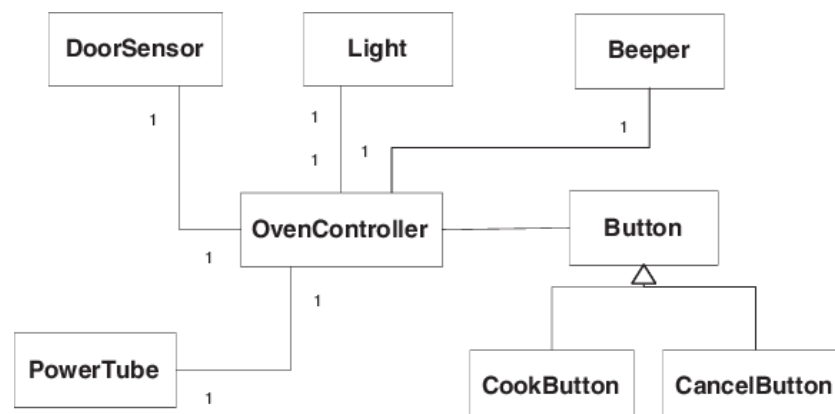 DoorSensor
Light
Beeper
1
1
1
1
1
OvenController
Button
1
1
PowerTube
1
CookButton
CancelButton